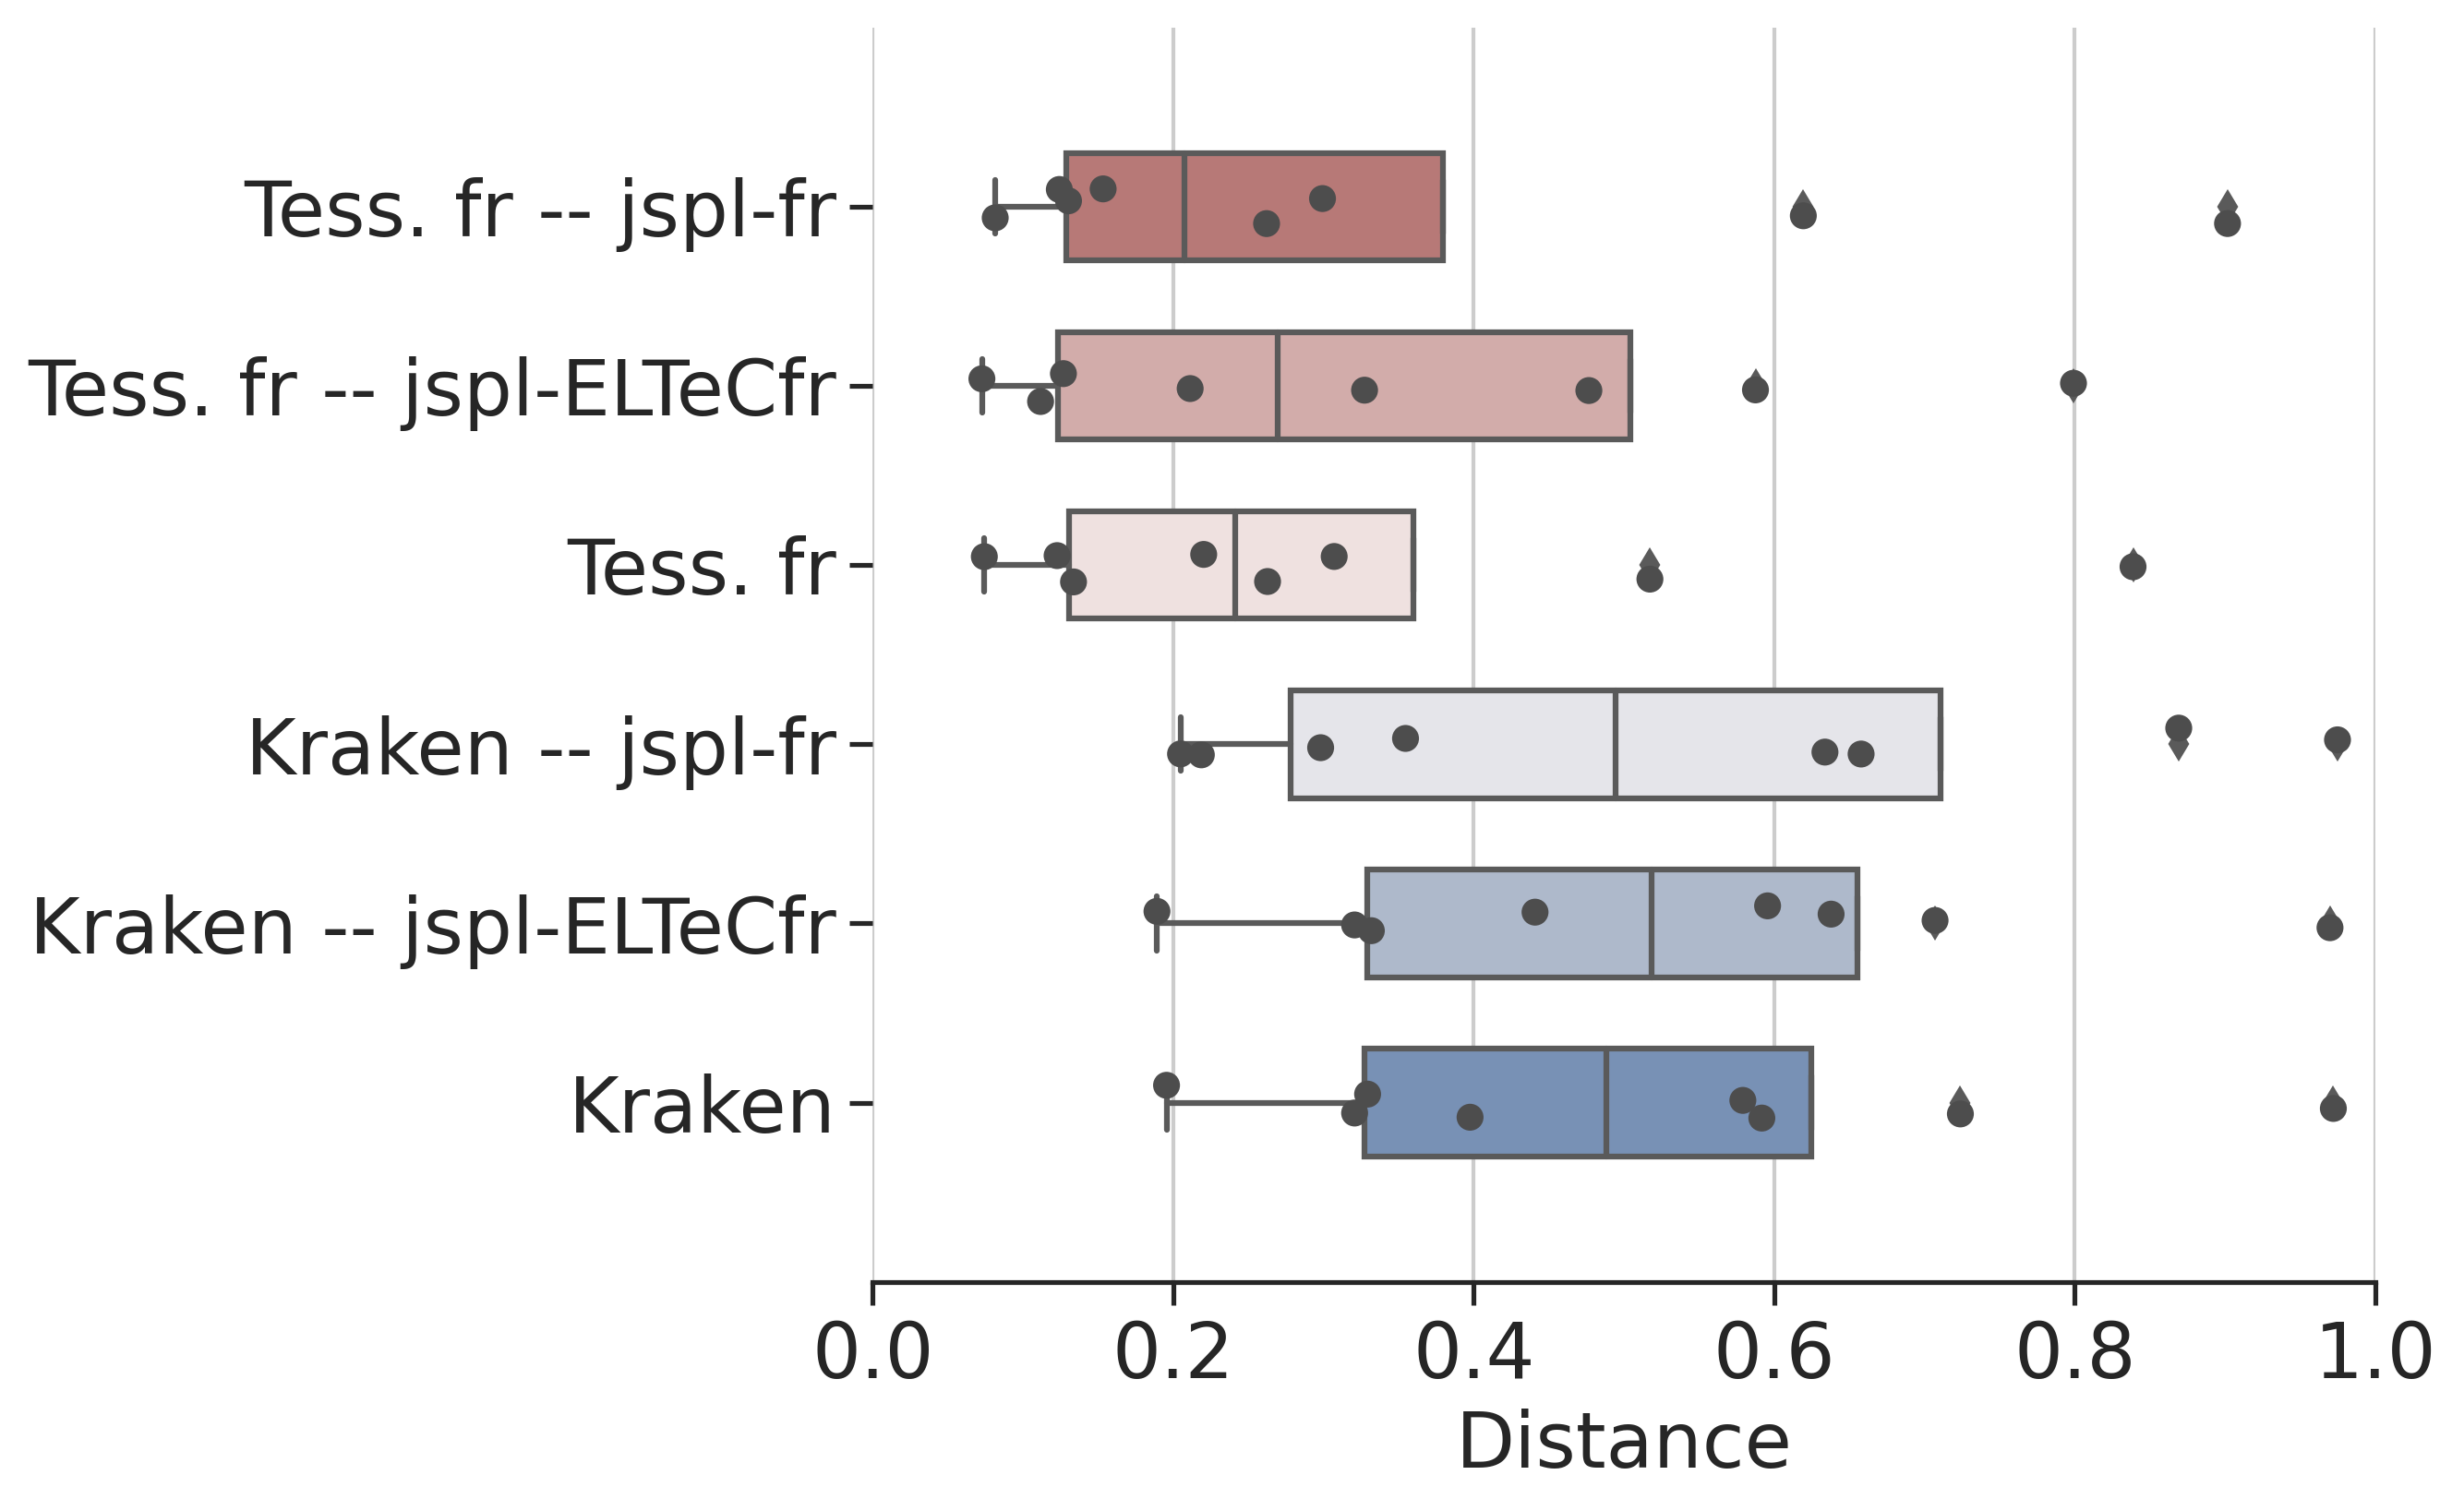 Tess. fr -- jspl-fr
Tess. fr -- jspl-ELTeCfr
Tess. fr
Kraken -- jspl-fr
Kraken -- jspl-ELTeCfr
Kraken
0.0 0.2 0.4 0.6 0.8 1.0
Distance